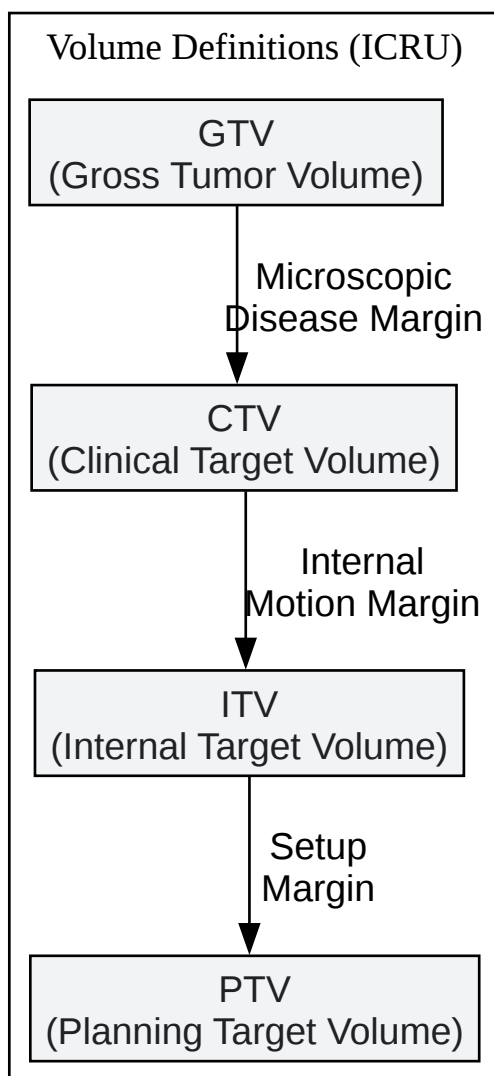 Volume Definitions (ICRU)
GTV
(Gross Tumor Volume)
Microscopic
Disease Margin
CTV
(Clinical Target Volume)
Internal
Motion Margin
ITV
(Internal Target Volume)
Setup
Margin
PTV
(Planning Target Volume)